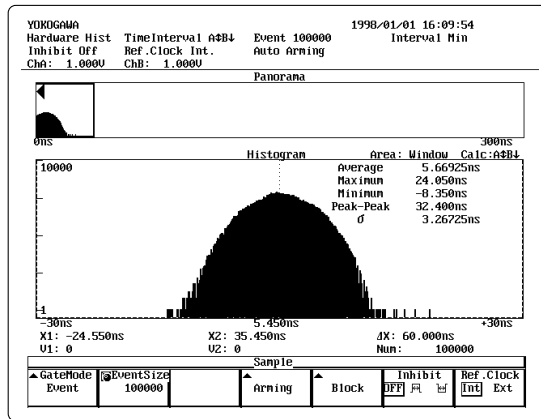 YOKOGAWA 1998/01/01 16:09:54
Hardware Hist TimeInterval A↕B↓ Event 100000 Interval Min
Inhibit Off Ref.Clock Int. Auto Arming
ChA: 1.000V ChB: 1.000V
Panorama
0ns 300ns
Histogram Area: Window Calc:A↕B↓
10000
Average 5.66925ns
Maximum 24.050ns
Minimum -8.350ns
Peak-Peak 32.400ns
σ 3.26725ns
1
-30ns 5.450ns +30ns
X1: -24.550ns X2: 35.450ns ΔX: 60.000ns
V1: 0 V2: 0 Num: 100000
Sample
GateMode EventSize Inhibit Ref.Clock
Event 100000 Arming Block OFF Int Ext